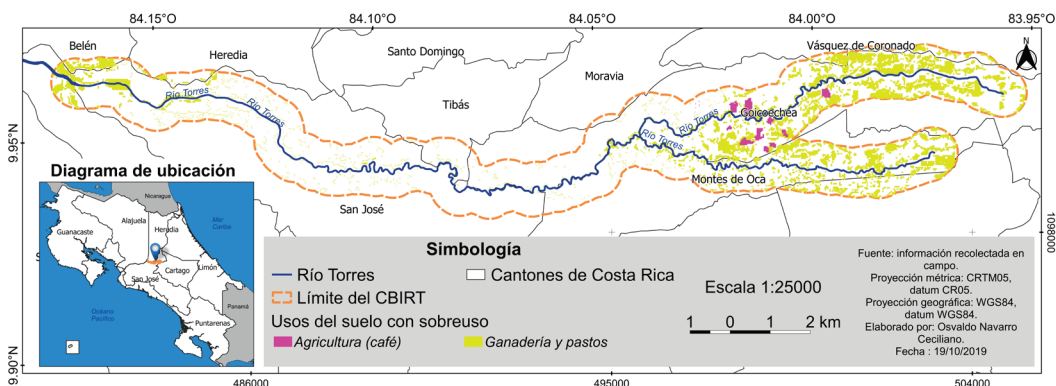 84.15°W
84.10°W
84.05°W
84.00°W
83.95°W
Belén
Heredia
Santo Domingo
Moravia
Vásquez de Coronado
N
Tibás
Río Torres
Río Torres
Río Torres
Río Torres
Goicoechea
Montes de Oca
San José
9.95°N
9.90°N
1098000
Diagrama de ubicación
Nicaragua
Alajuela
Heredia
Mar
Caribe
Guanacaste
Limón
Cartago
San José
Panamá
Océano
Pacífico
Puntarenas
Simbología
Río Torres
Cantones de Costa Rica
Límite del CBIRT
Usos del suelo con sobreuso
Agricultura (café)
Ganadería y pastos
Escala 1:25000
1 0 1 2 km
Fuente: información recolectada en
campo.
Proyección métrica: CRTM05,
datum CR05.
Proyección geográfica: WGS84,
datum WGS84.
Elaborado por: Osvaldo Navarro
Ceciliano.
Fecha : 19/10/2019
486000
495000
504000